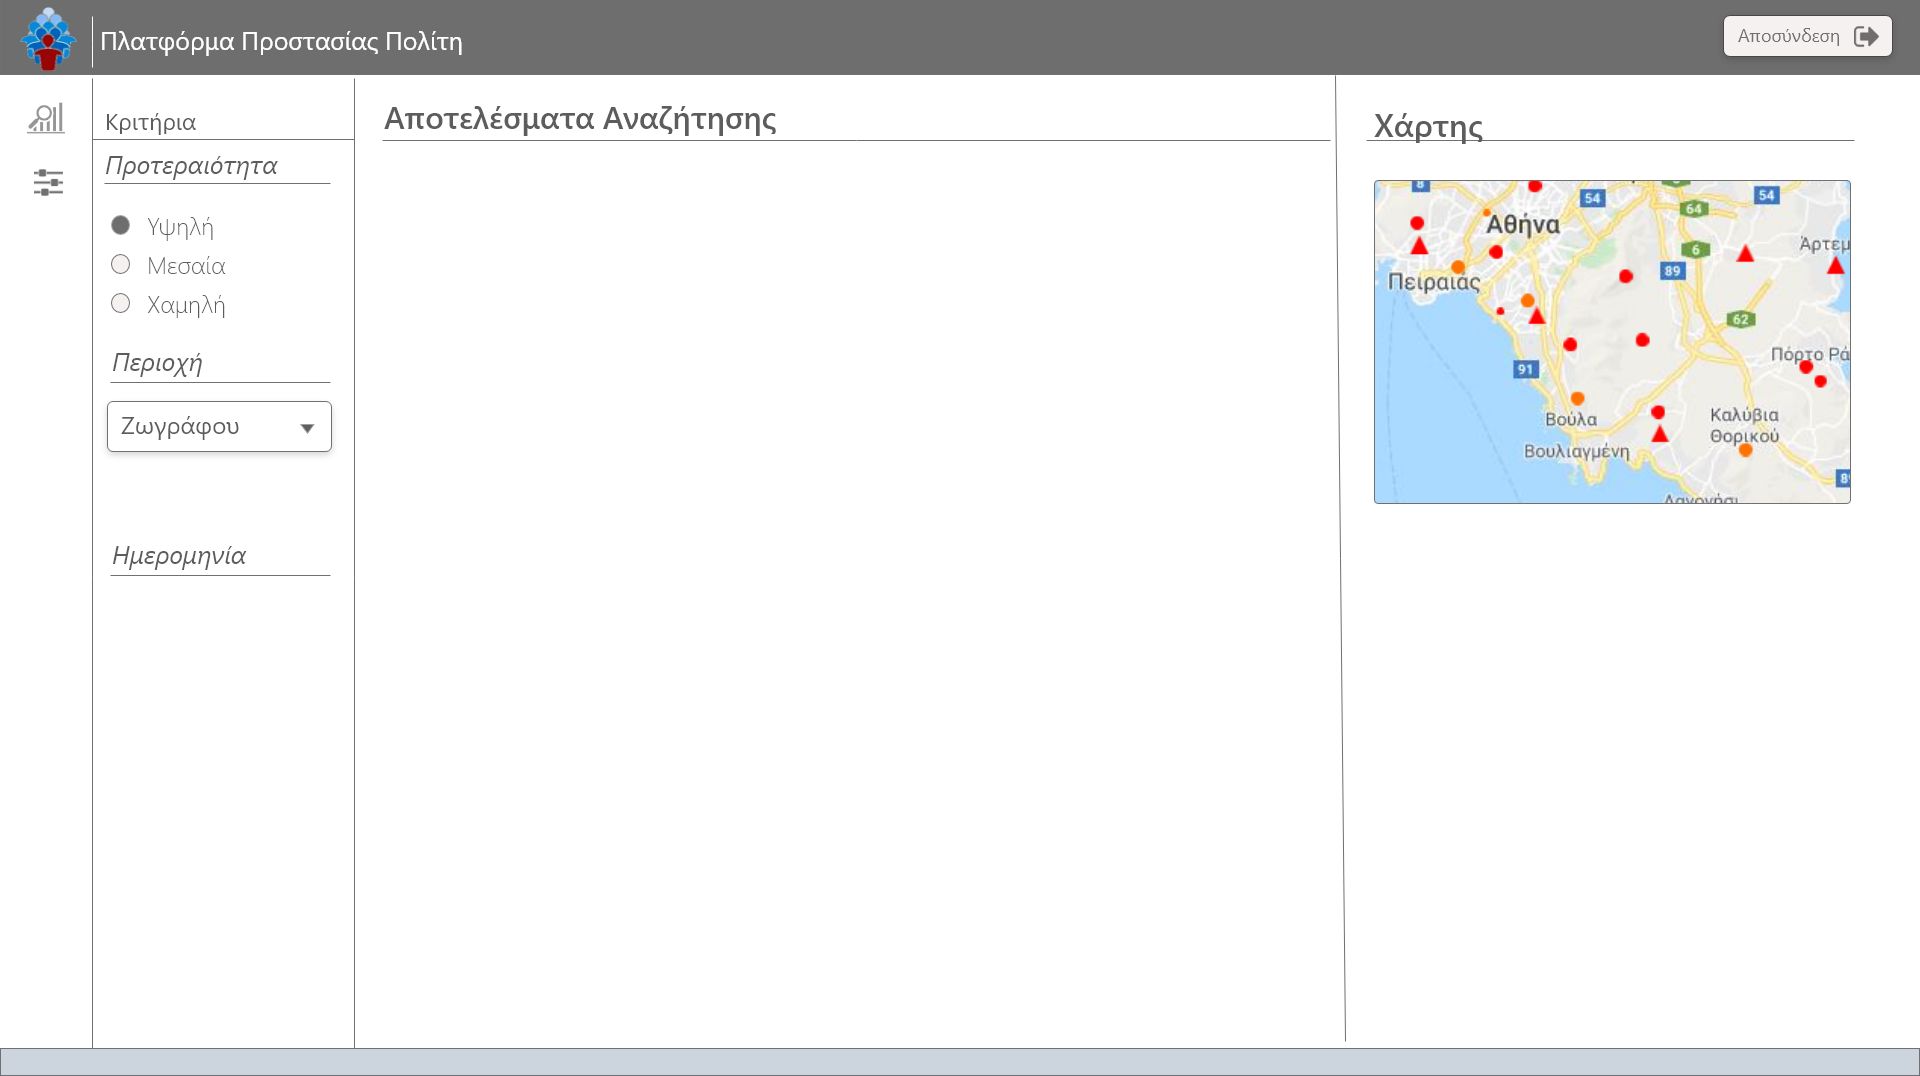 Πλατφόρμα Προστασίας Πολίτη
Αποσύνδεση
Κριτήρια
Προτεραιότητα
Υψηλή
Μεσαία
Χαμηλή
Περιοχή
Ζωγράφου
Ημερομηνία
Αποτελέσματα Αναζήτησης
Χάρτης
8
54
54
64
Αθήνα
6
Άρτεμ
89
Πειραιάς
62
Πόρτο Ρά
91
Βούλα
Καλύβια
Θορικού
Βουλιαγμένη
8